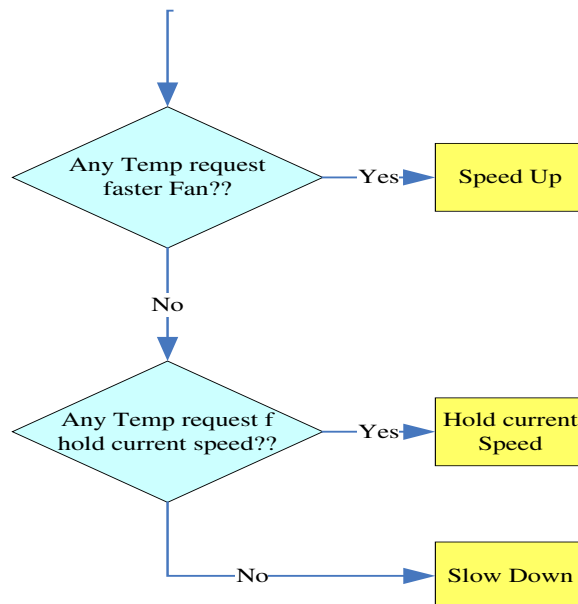 Any Temp request
faster Fan??
Yes
Speed Up
No
Any Temp request f
hold current speed??
Yes
Hold current
Speed
No
Slow Down